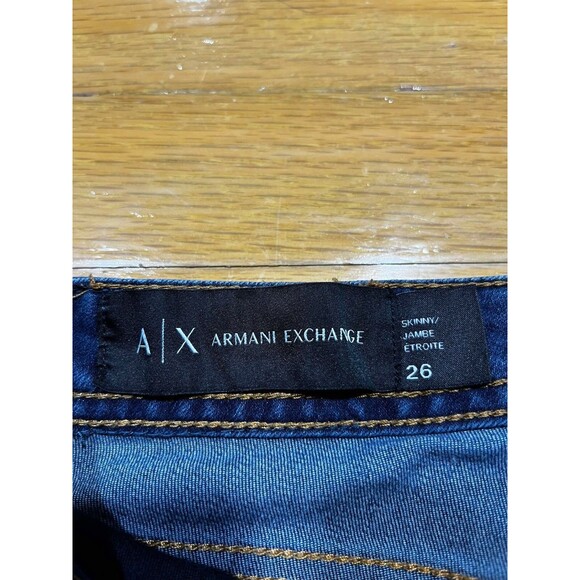 A|X ARMANI EXCHANGE
SKINNY/
JAMBE
ÉTROITE
26